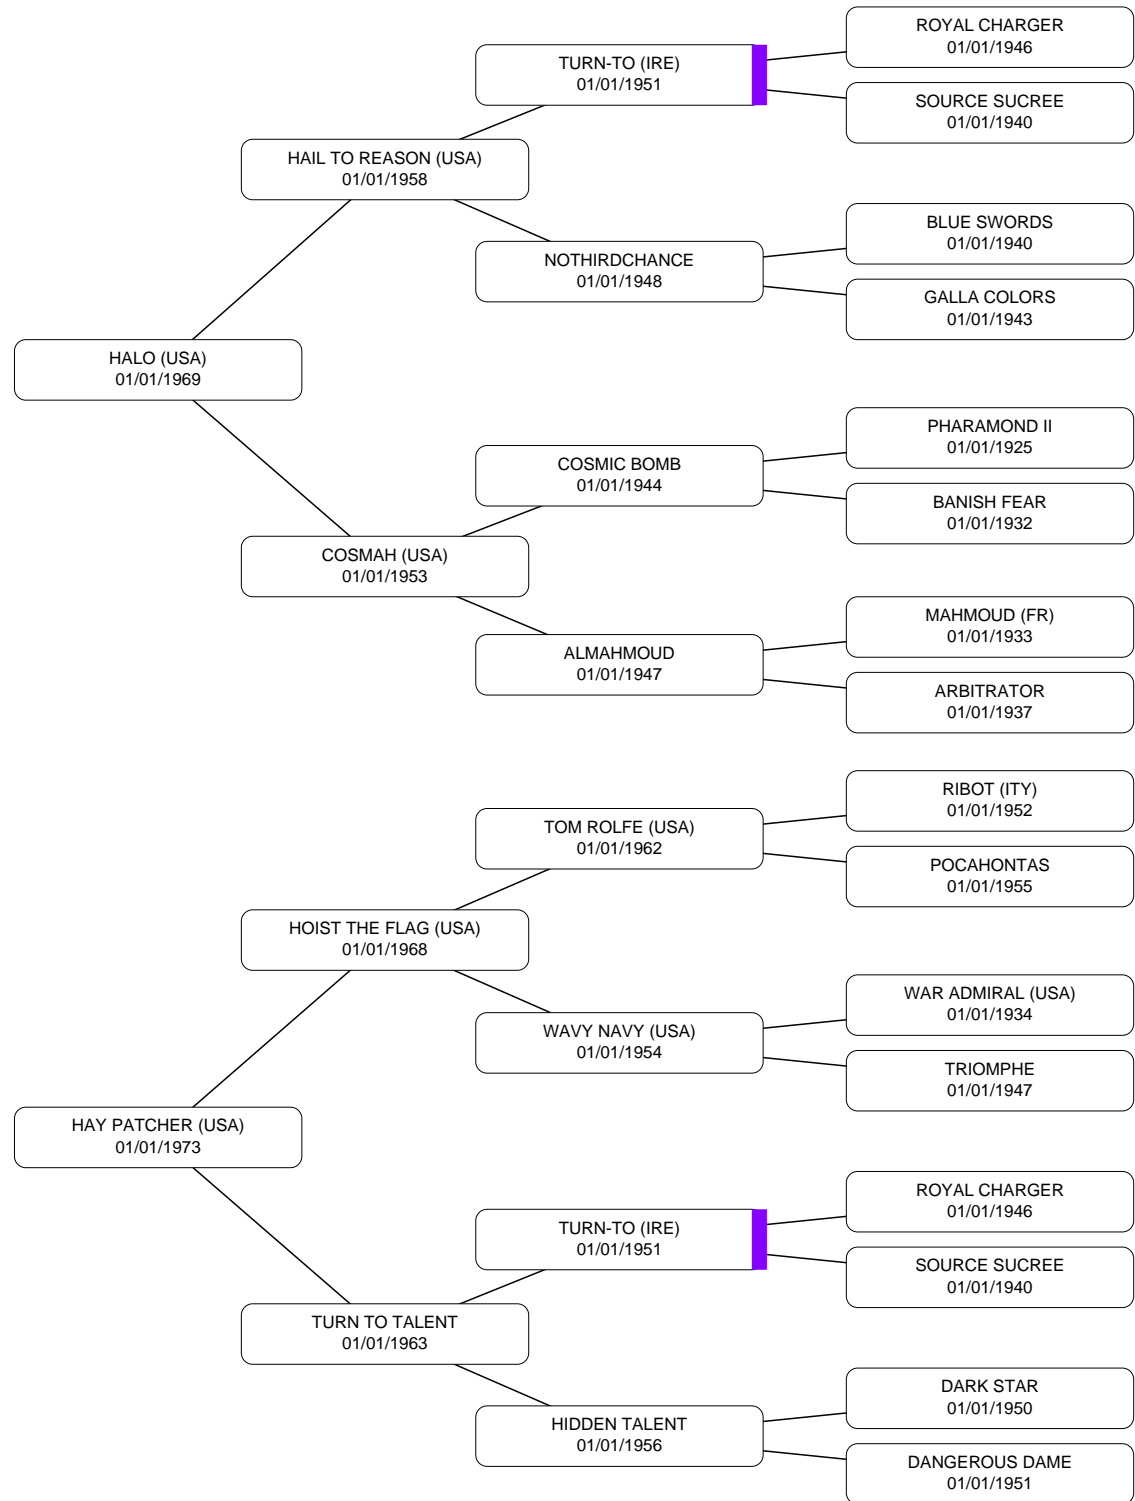 ROYAL CHARGER
01/01/1946
TURN-TO (IRE)
01/01/1951
SOURCE SUCREE
01/01/1940
HAIL TO REASON (USA)
01/01/1958
BLUE SWORDS
01/01/1940
NOTHIRDCHANCE
01/01/1948
GALLA COLORS
01/01/1943
HALO (USA)
01/01/1969
PHARAMOND II
01/01/1925
COSMIC BOMB
01/01/1944
BANISH FEAR
01/01/1932
COSMAH (USA)
01/01/1953
MAHMOUD (FR)
01/01/1933
ALMAHMOUD
01/01/1947
ARBITRATOR
01/01/1937
RIBOT (ITY)
01/01/1952
TOM ROLFE (USA)
01/01/1962
POCAHONTAS
01/01/1955
HOIST THE FLAG (USA)
01/01/1968
WAR ADMIRAL (USA)
01/01/1934
WAVY NAVY (USA)
01/01/1954
TRIOMPHE
01/01/1947
HAY PATCHER (USA)
01/01/1973
ROYAL CHARGER
01/01/1946
TURN-TO (IRE)
01/01/1951
SOURCE SUCREE
01/01/1940
TURN TO TALENT
01/01/1963
DARK STAR
01/01/1950
HIDDEN TALENT
01/01/1956
DANGEROUS DAME
01/01/1951